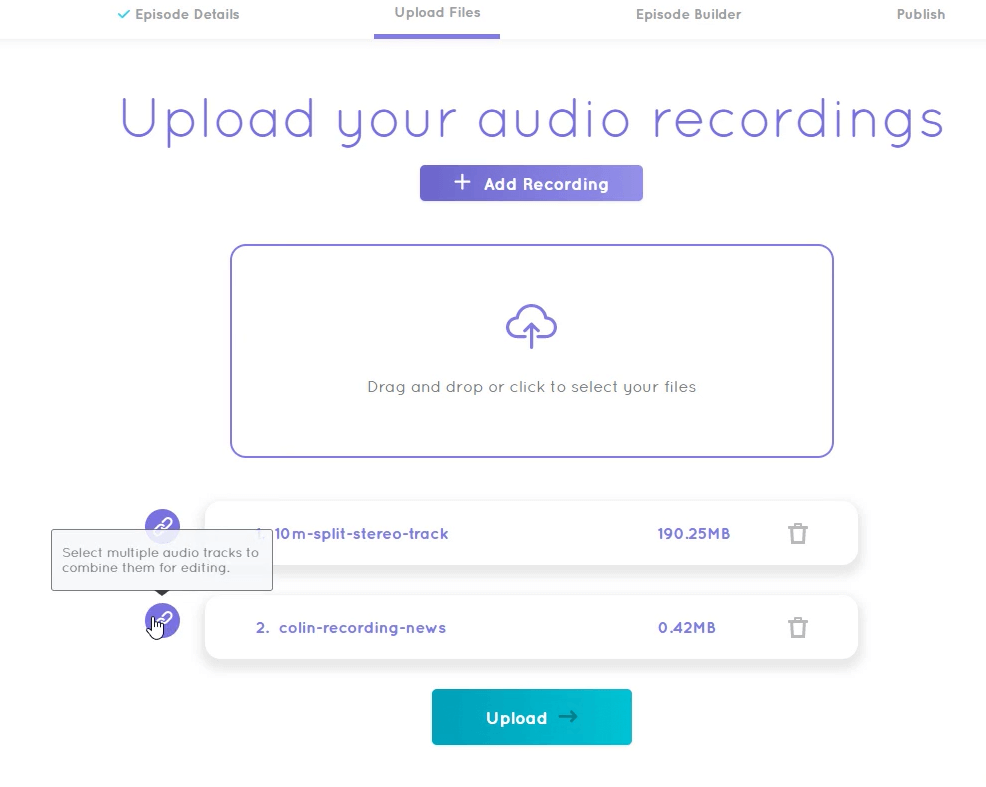 Episode Details
Upload Files
Episode Builder
Publish
Upload your audio recordings
Add Recording
Drag and drop or click to select your files
1. 10m-split-stereo-track 190.25MB
Select multiple audio tracks to
combine them for editing.
2. colin-recording-news 0.42MB
Upload